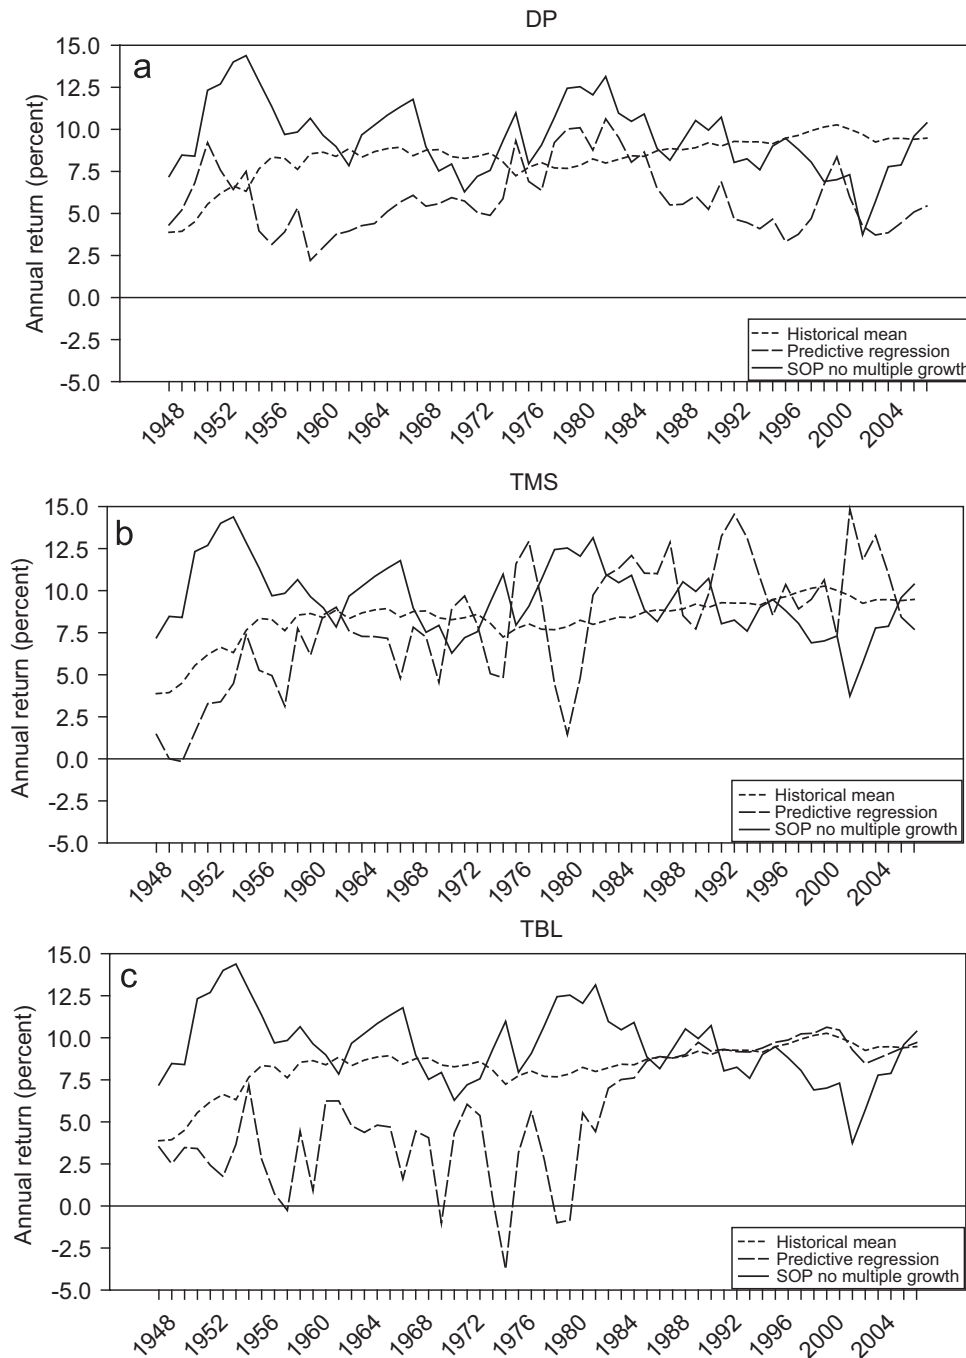 DP
a
Annual return (percent)
15.0
12.5
10.0
7.5
5.0
2.5
0.0
-2.5
-5.0
Historical mean
Predictive regression
SOP no multiple growth
1948 1952 1956 1960 1964 1968 1972 1976 1980 1984 1988 1992 1996 2000 2004
TMS
b
Annual return (percent)
15.0
12.5
10.0
7.5
5.0
2.5
0.0
-2.5
-5.0
Historical mean
Predictive regression
SOP no multiple growth
1948 1952 1956 1960 1964 1968 1972 1976 1980 1984 1988 1992 1996 2000 2004
TBL
c
Annual return (percent)
15.0
12.5
10.0
7.5
5.0
2.5
0.0
-2.5
-5.0
Historical mean
Predictive regression
SOP no multiple growth
1948 1952 1956 1960 1964 1968 1972 1976 1980 1984 1988 1992 1996 2000 2004